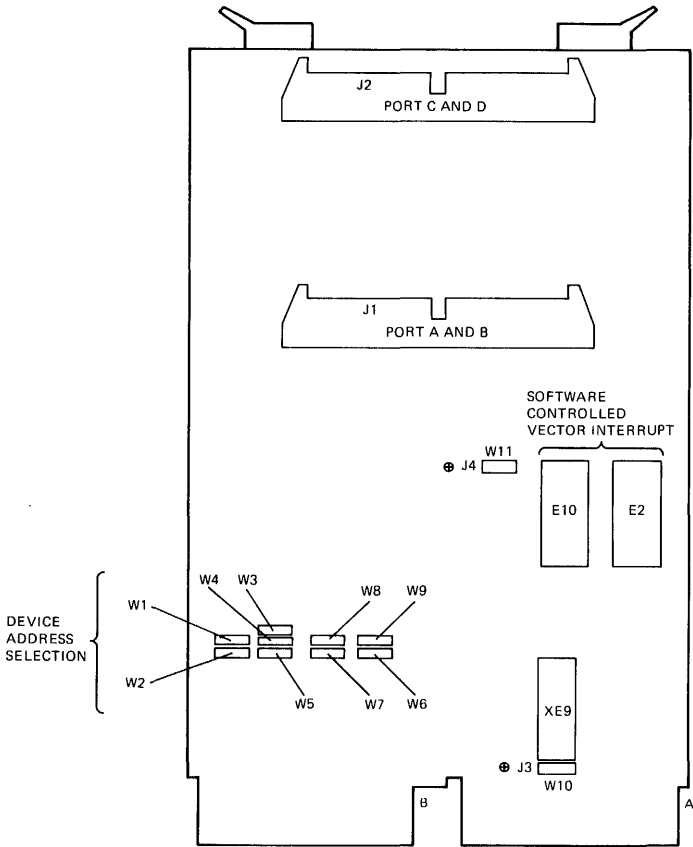 J2
PORT C AND D
J1
PORT A AND B
SOFTWARE
CONTROLLED
VECTOR INTERRUPT
W11
J4
E10
E2
W4
W3
W8
W9
W1
DEVICE
ADDRESS
SELECTION
W2
W5
W7
W6
XE9
J3
W10
B
A